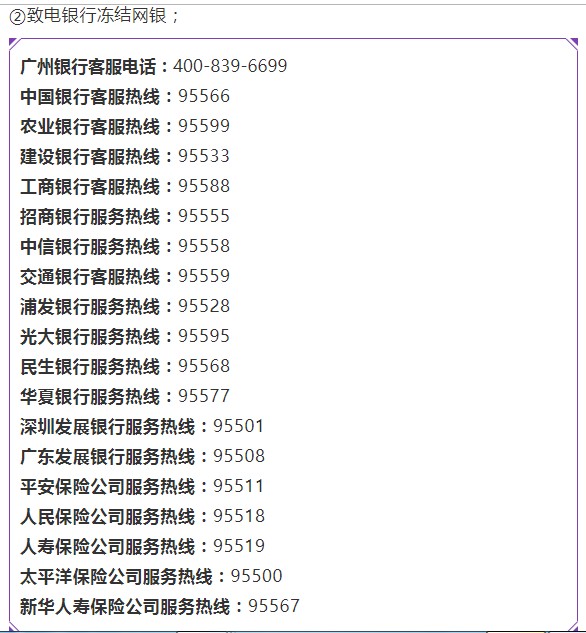 ②致电银行冻结网银；
广州银行客服电话：400-839-6699
中国银行客服热线：95566
农业银行客服热线：95599
建设银行客服热线：95533
工商银行客服热线：95588
招商银行服务热线：95555
中信银行服务热线：95558
交通银行客服热线：95559
浦发银行服务热线：95528
光大银行服务热线：95595
民生银行服务热线：95568
华夏银行服务热线：95577
深圳发展银行服务热线：95501
广东发展银行服务热线：95508
平安保险公司服务热线：95511
人民保险公司服务热线：95518
人寿保险公司服务热线：95519
太平洋保险公司服务热线：95500
新华人寿保险公司服务热线：95567